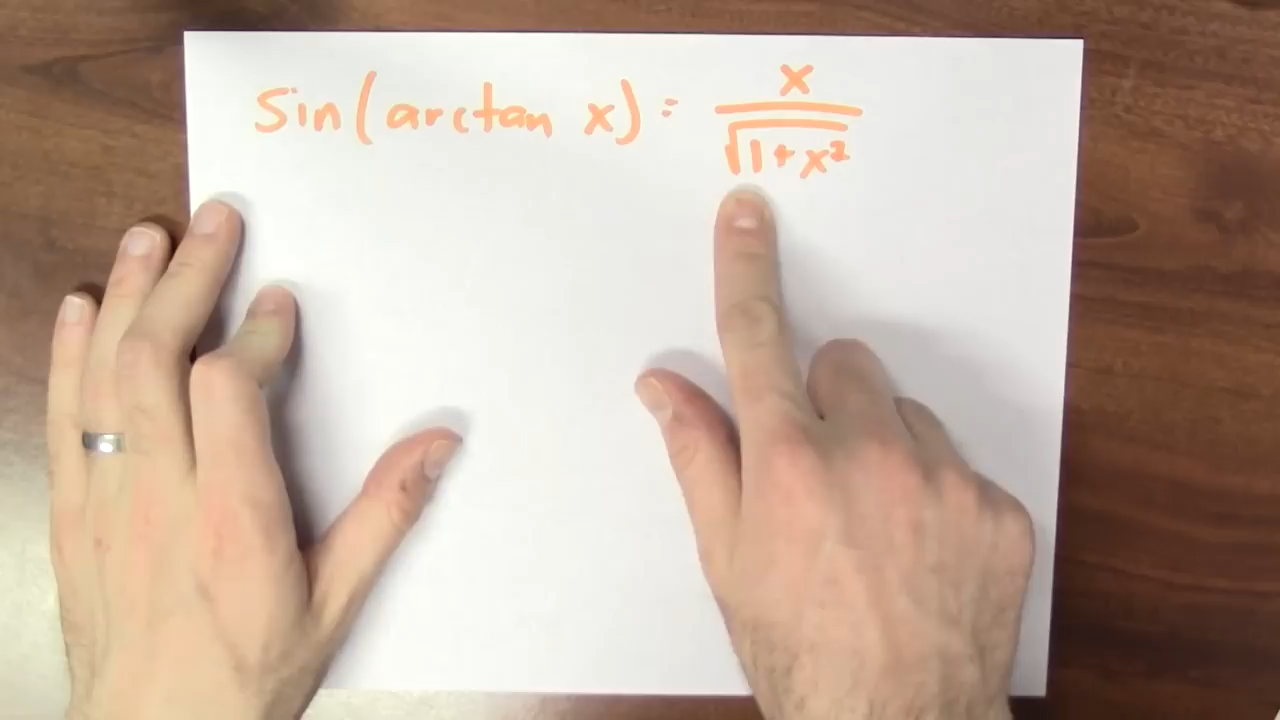 sin(arctan x) = x/√(1+x²)